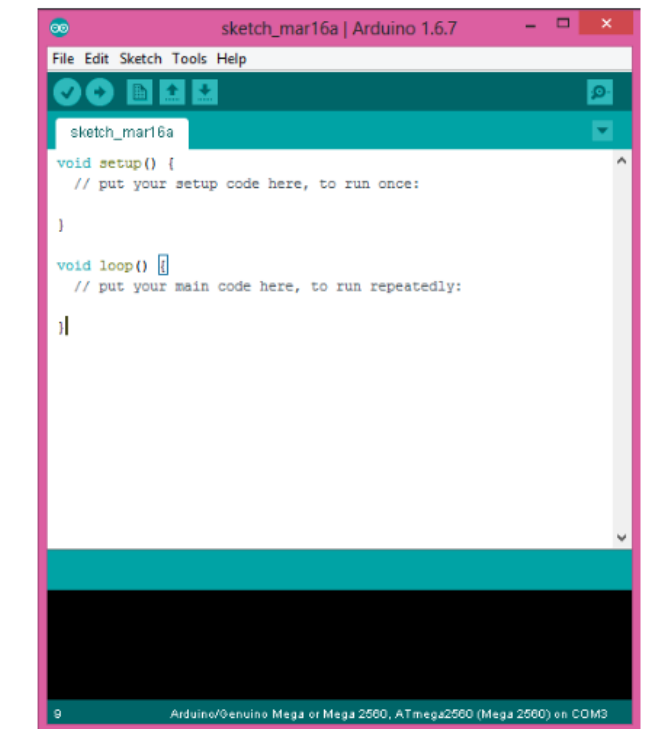 sketch_mar16a | Arduino 1.6.7
File Edit Sketch Tools Help
sketch_mar16a
void setup() {
// put your setup code here, to run once:
}
void loop() {
// put your main code here, to run repeatedly:
}
9 Arduino/Genuino Mega or Mega 2560, ATmega2560 (Mega 2560) on COM3